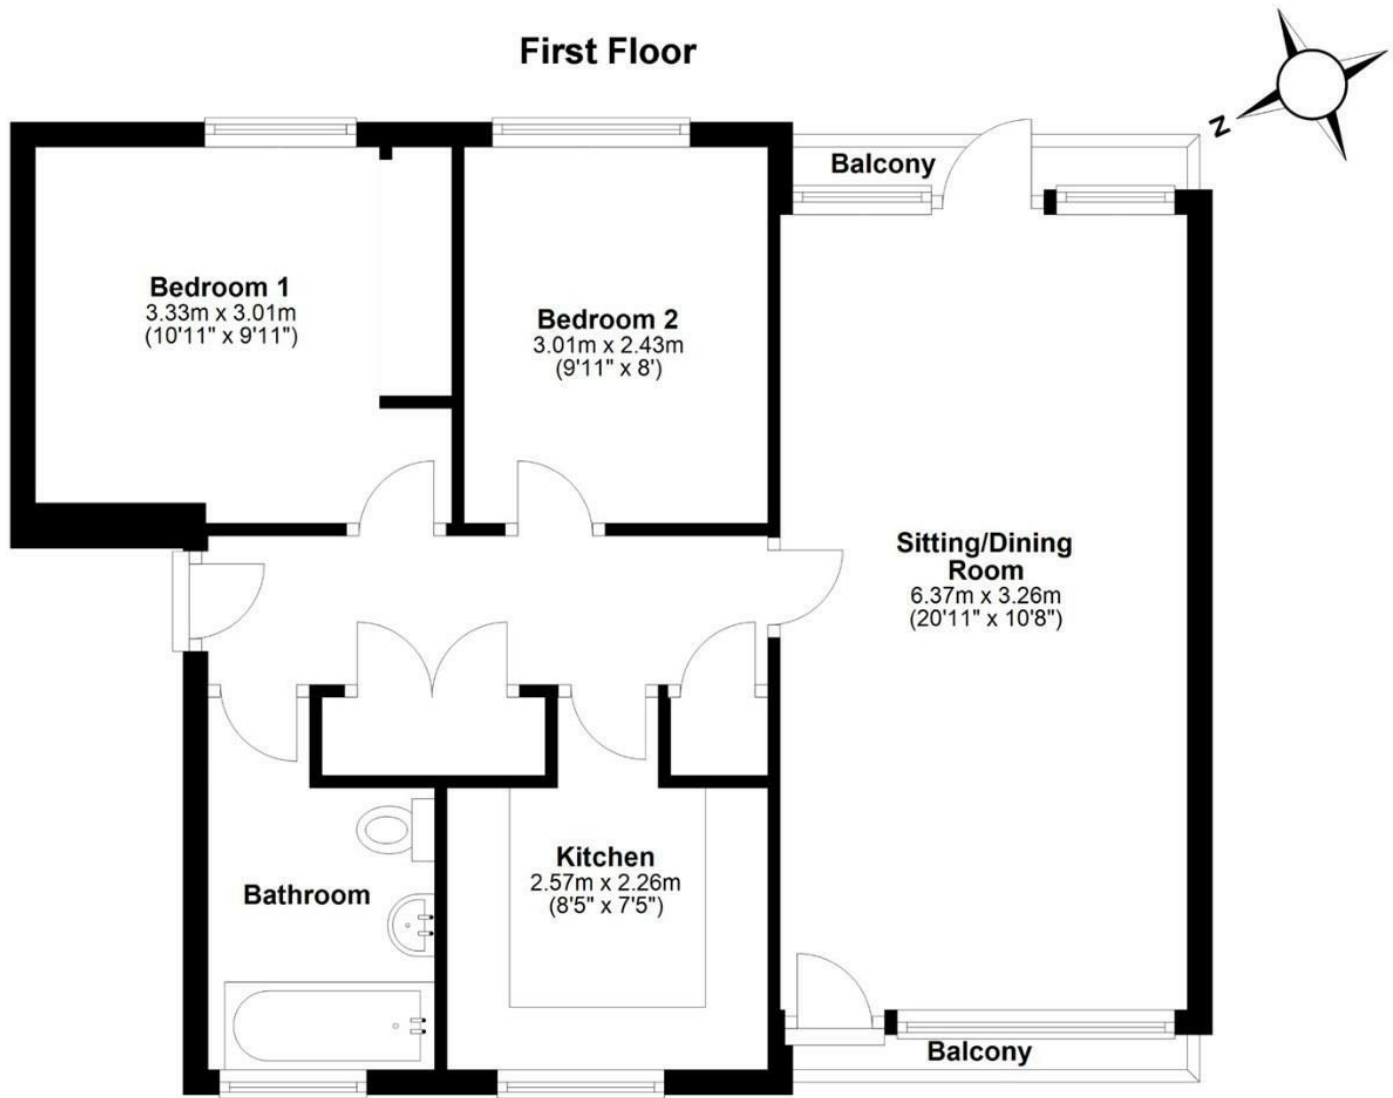 First Floor
N
Balcony
Bedroom 1
3.33m x 3.01m
(10'11" x 9'11")
Bedroom 2
3.01m x 2.43m
(9'11" x 8')
Sitting/Dining
Room
6.37m x 3.26m
(20'11" x 10'8")
Kitchen
2.57m x 2.26m
(8'5" x 7'5")
Bathroom
Balcony